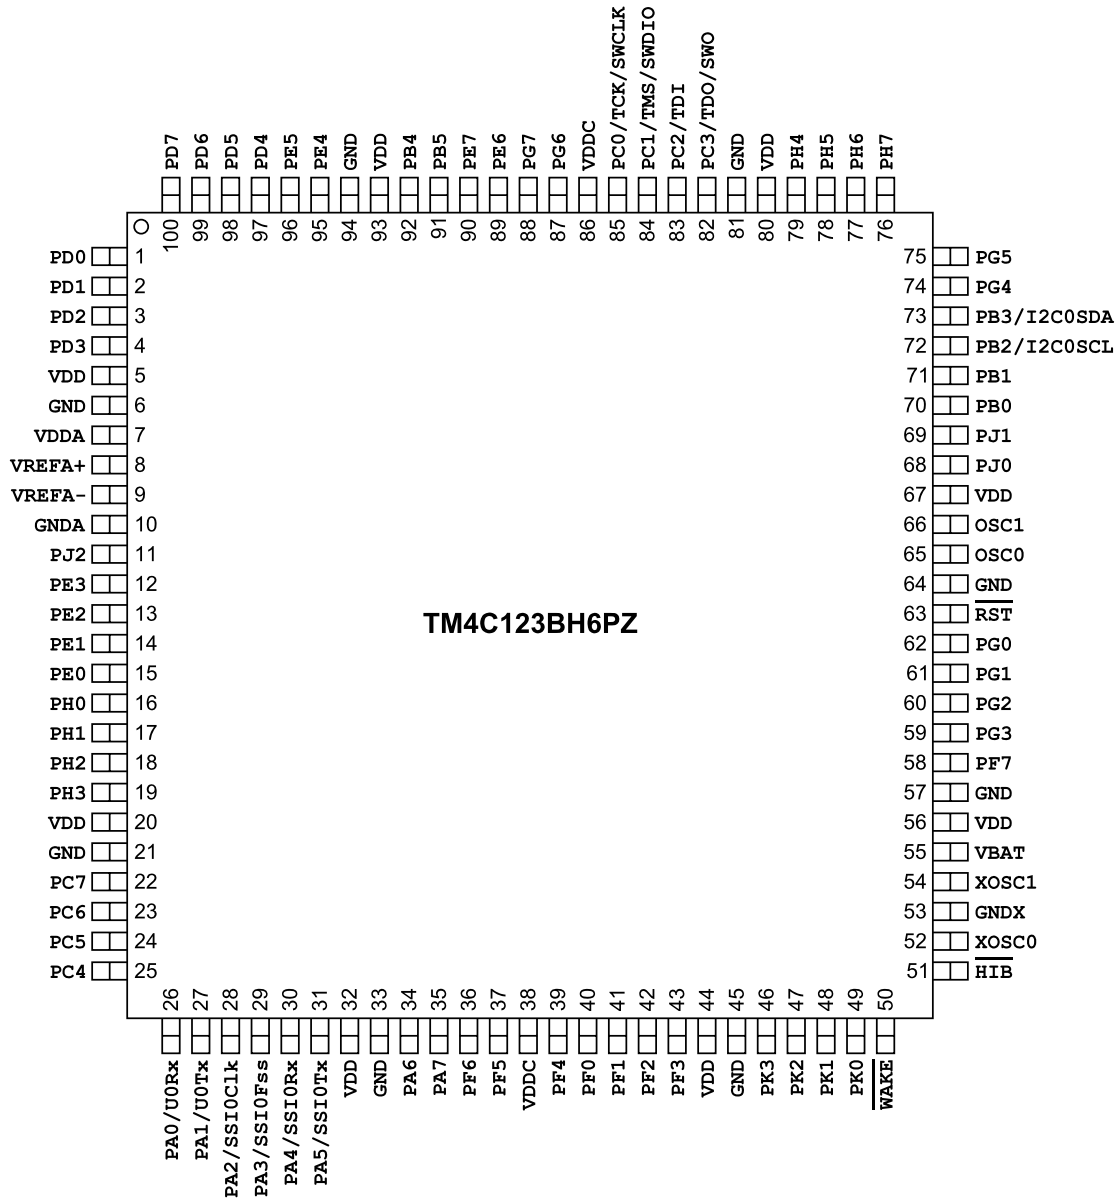 PC0/TCK/SWCLK
PC1/TMS/SWDIO
PC2/TDI
PC3/TDO/SWO
PD7 PD6 PD5 PD4 PE5 PE4 GND VDD PB4 PB5 PE7 PE6 PG7 PG6 VDDC GND VDD PH4 PH5 PH6 PH7
100 99 98 97 96 95 94 93 92 91 90 89 88 87 86 85 84 83 82 81 80 79 78 77 76
PD0 1 75 PG5
PD1 2 74 PG4
PD2 3 73 PB3/I2C0SDA
PD3 4 72 PB2/I2C0SCL
VDD 5 71 PB1
GND 6 70 PB0
VDDA 7 69 PJ1
VREFA+ 8 68 PJ0
VREFA- 9 67 VDD
GNDA 10 66 OSC1
PJ2 11 65 OSC0
PE3 12 64 GND
PE2 13 63 RST
TM4C123BH6PZ
PE1 14 62 PG0
PE0 15 61 PG1
PH0 16 60 PG2
PH1 17 59 PG3
PH2 18 58 PF7
PH3 19 57 GND
VDD 20 56 VDD
GND 21 55 VBAT
PC7 22 54 XOSC1
PC6 23 53 GNDX
PC5 24 52 XOSC0
PC4 25 51 HIB
26 27 28 29 30 31 32 33 34 35 36 37 38 39 40 41 42 43 44 45 46 47 48 49 50
PA0/U0Rx
PA1/U0Tx
PA2/SSI0Clk
PA3/SSI0Fss
PA4/SSI0Rx
PA5/SSI0Tx
VDD GND PA6 PA7 PF6 PF5 VDDC PF4 PF0 PF1 PF2 PF3 VDD GND PK3 PK2 PK1 PK0 WAKE